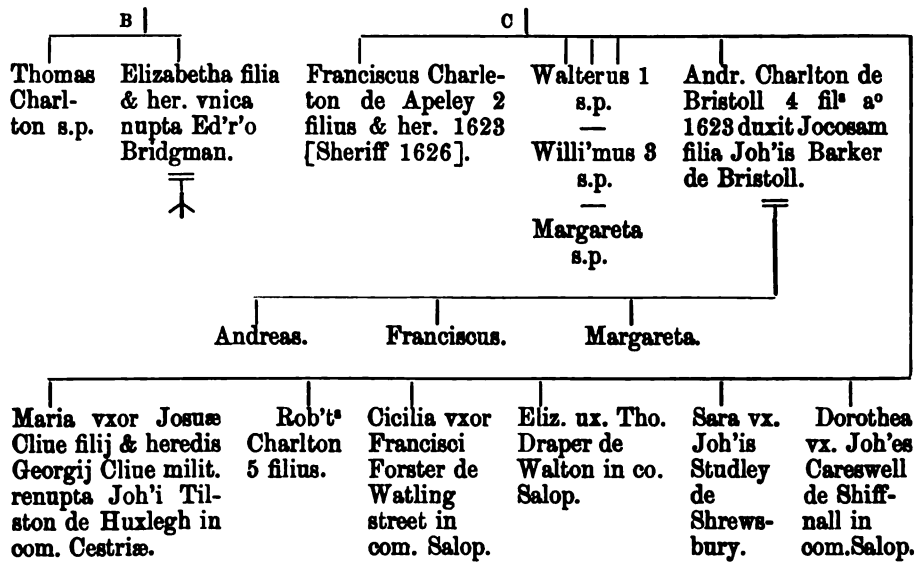 B
C
Thomas
Charl-
ton s.p.
Elizabetha filia
& her. vnica
nupta Ed'r'o
Bridgman.
Franciscus Charle-
ton de Apeley 2
filius & her. 1623
[Sheriff 1626].
Walterus 1
s.p.
—
Willi'mus 3
s.p.
—
Margareta
s.p.
Andr. Charlton de
Bristoll 4 filˢ aº
1623 duxit Jocosam
filia Joh'is Barker
de Bristoll.
Andreas.
Franciscus.
Margareta.
Maria vxor Josuæ
Cliue filij & heredis
Georgij Cliue milit.
renupta Joh'i Til-
ston de Huxlegh in
com. Cestriæ.
Rob'tˢ
Charlton
5 filius.
Cicilia vxor
Francisci
Forster de
Watling
street in
com. Salop.
Eliz. ux. Tho.
Draper de
Walton in co.
Salop.
Sara vx.
Joh'is
Studley
de
Shrews-
bury.
Dorothea
vx. Joh'es
Careswell
de Shiff-
nall in
com.Salop.